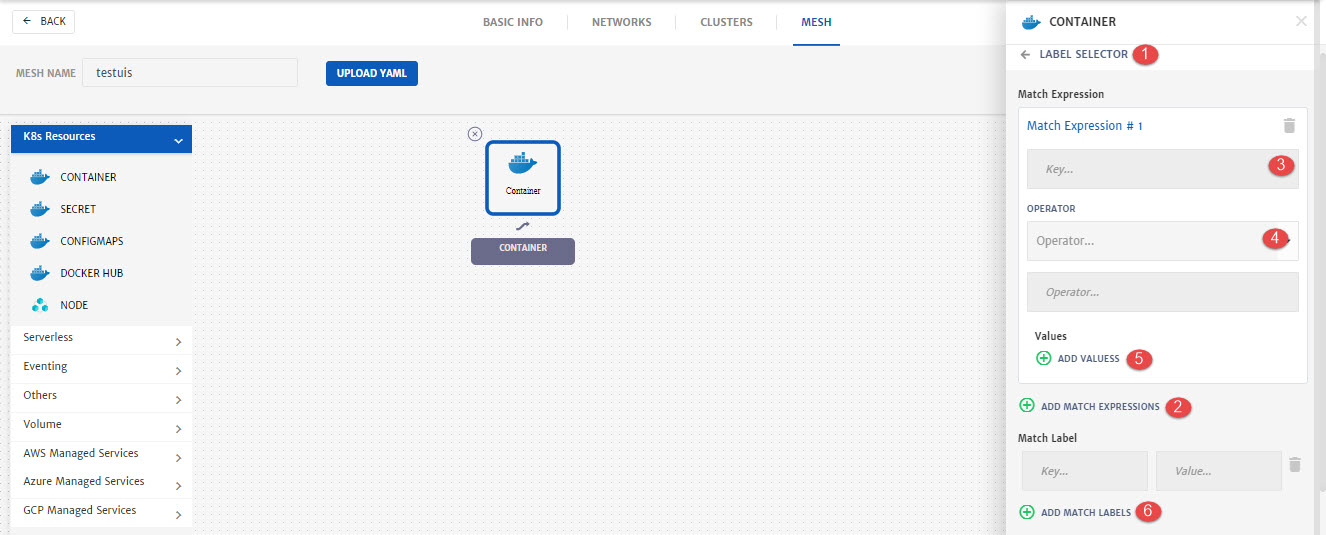 BACK
BASIC INFO
NETWORKS
CLUSTERS
MESH
MESH NAME
testuis
UPLOAD YAML
K8s Resources
CONTAINER
SECRET
CONFIGMAPS
DOCKER HUB
NODE
Serverless
Eventing
Others
Volume
AWS Managed Services
Azure Managed Services
GCP Managed Services
Container
CONTAINER
CONTAINER
LABEL SELECTOR 1
Match Expression
Match Expression # 1
Key... 3
OPERATOR
Operator... 4
Operator...
Values
ADD VALUESS 5
ADD MATCH EXPRESSIONS 2
Match Label
Key... Value...
ADD MATCH LABELS 6